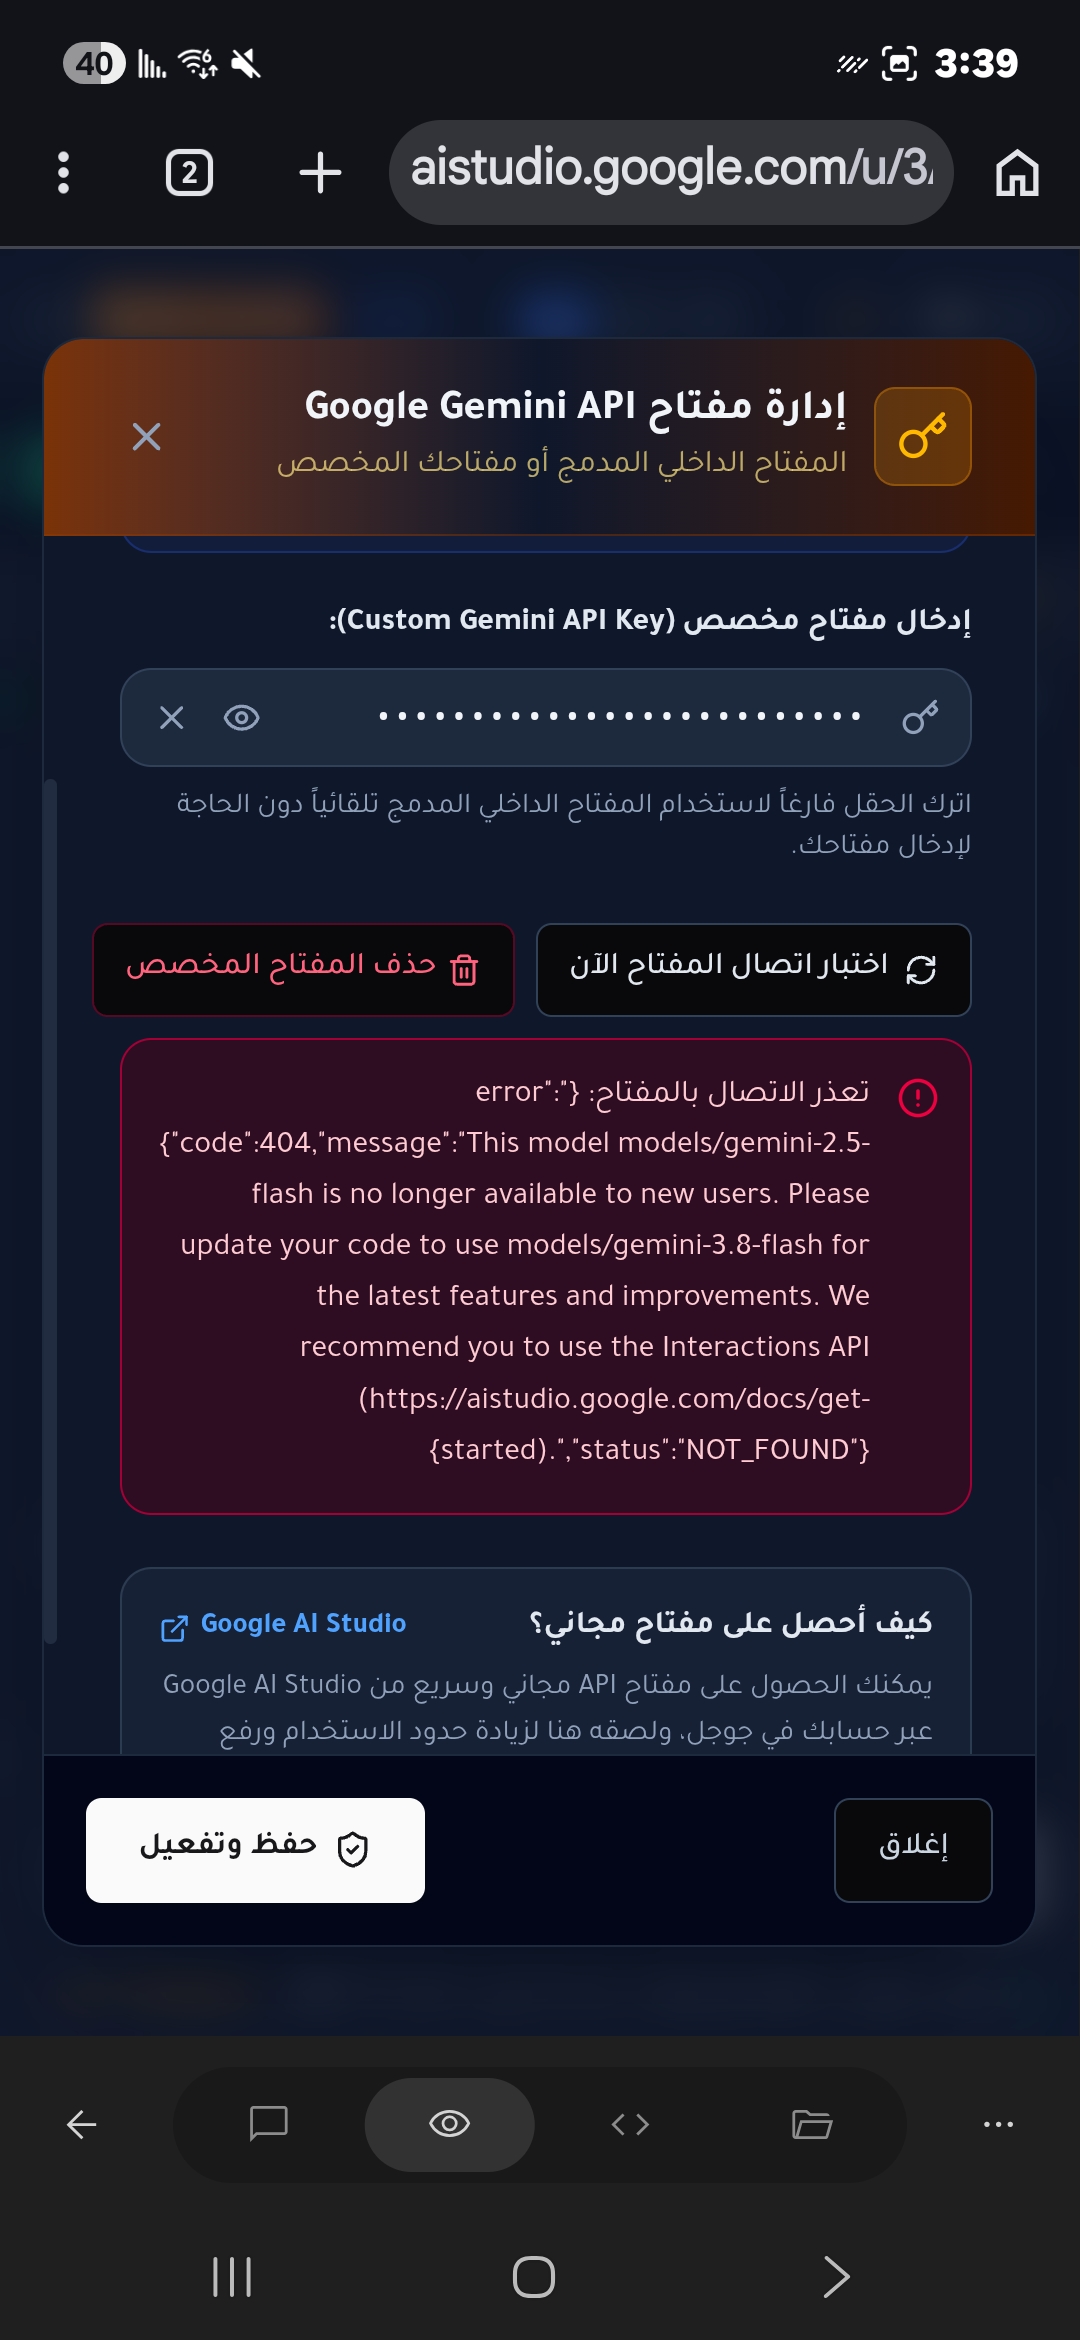 40
3:39
2
aistudio.google.com/u/3/
إدارة مفتاح Google Gemini API
المفتاح الداخلي المدمج أو مفتاحك المخصص
إدخال مفتاح مخصص (Custom Gemini API Key):
اترك الحقل فارغاً لاستخدام المفتاح الداخلي المدمج تلقائياً دون الحاجة
لإدخال مفتاحك.
اختبار اتصال المفتاح الآن
حذف المفتاح المخصص
تعذر الاتصال بالمفتاح: {"error":
{"code":404,"message":"This model models/gemini-2.5-
flash is no longer available to new users. Please
update your code to use models/gemini-3.8-flash for
the latest features and improvements. We
recommend you to use the Interactions API
(https://aistudio.google.com/docs/get-
started).","status":"NOT_FOUND"}}
كيف أحصل على مفتاح مجاني؟
Google AI Studio
يمكنك الحصول على مفتاح API مجاني وسريع من Google AI Studio
عبر حسابك في جوجل، ولصقه هنا لزيادة حدود الاستخدام ورفع
إغلاق
حفظ وتفعيل